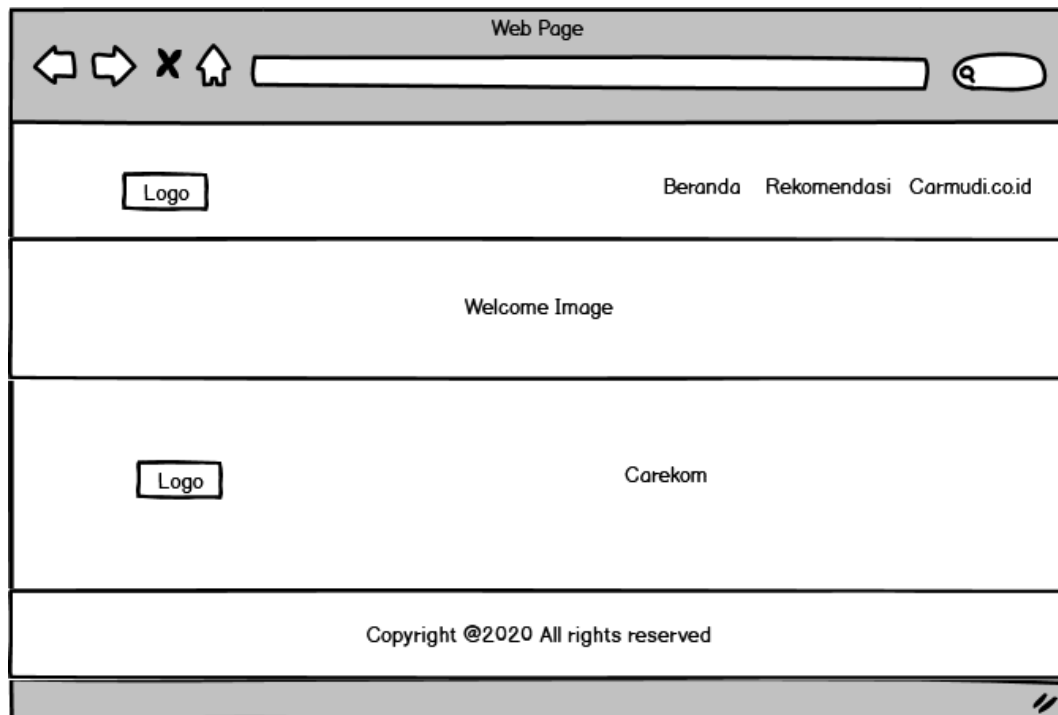 Web Page
Logo
Beranda Rekomendasi Carmudi.co.id
Welcome Image
Logo
Carekom
Copyright @2020 All rights reserved